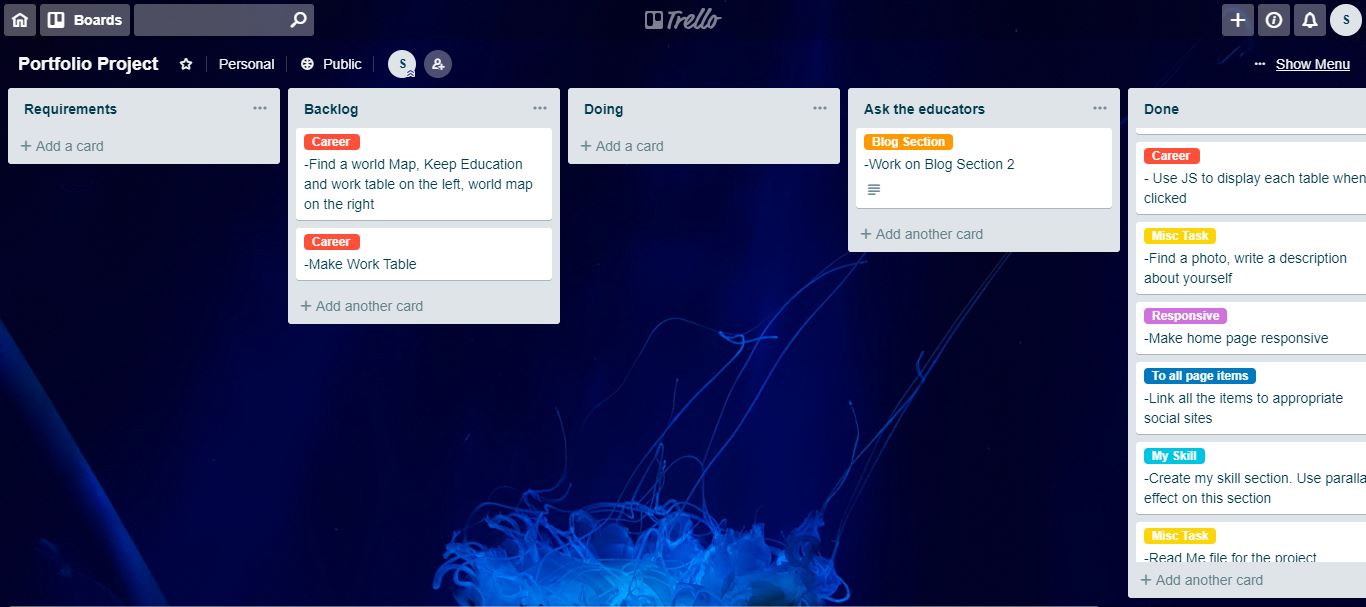 Boards
Trello
S
Portfolio Project
Personal
Public
S
Show Menu
Requirements
+ Add a card
Backlog
Career
-Find a world Map, Keep Education
and work table on the left, world map
on the right
Career
-Make Work Table
+ Add another card
Doing
+ Add a card
Ask the educators
Blog Section
-Work on Blog Section 2
+ Add another card
Done
Career
- Use JS to display each table when
clicked
Misc Task
-Find a photo, write a description
about yourself
Responsive
-Make home page responsive
To all page items
-Link all the items to appropriate
social sites
My Skill
-Create my skill section. Use paralla
effect on this section
Misc Task
-Read Me file for the project
+ Add another card